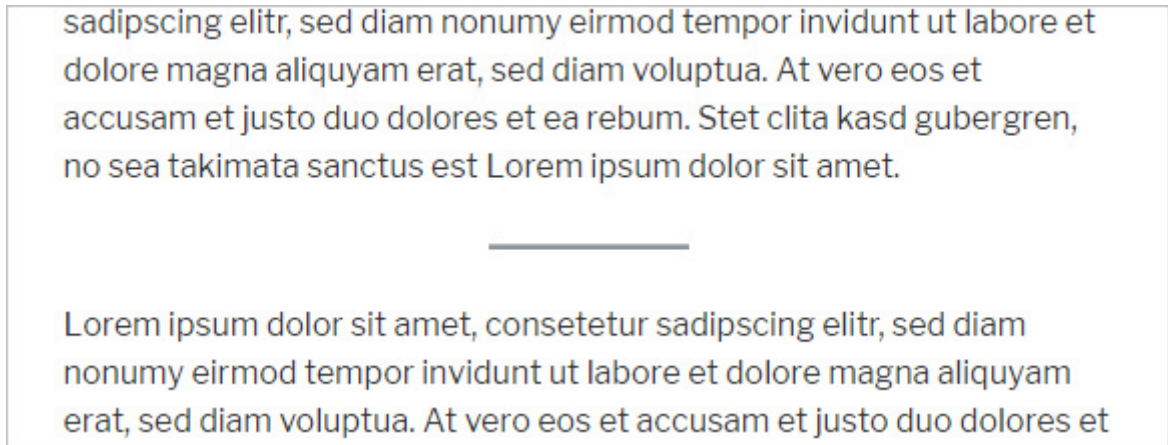 sadipscing elitr, sed diam nonumy eirmod tempor invidunt ut labore et
dolore magna aliquyam erat, sed diam voluptua. At vero eos et
accusam et justo duo dolores et ea rebum. Stet clita kasd gubergren,
no sea takimata sanctus est Lorem ipsum dolor sit amet.
Lorem ipsum dolor sit amet, consetetur sadipscing elitr, sed diam
nonumy eirmod tempor invidunt ut labore et dolore magna aliquyam
erat, sed diam voluptua. At vero eos et accusam et justo duo dolores et